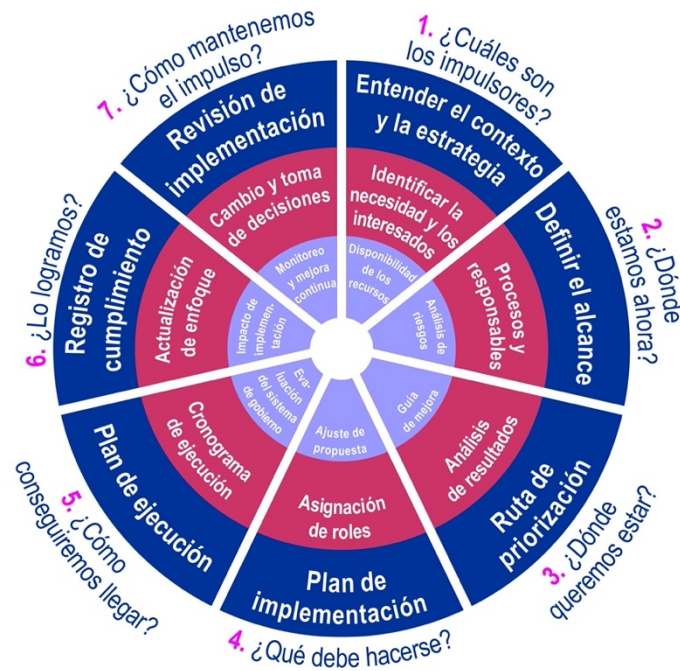 1. ¿Cuáles son
los impulsores?
Entender el contexto
y la estrategia
Identificar la
necesidad y los
interesados
Disponibilidad
de los
recursos
2. ¿Dónde
estamos ahora?
Definir el alcance
Procesos y
responsables
Análisis de
riesgos
3. ¿Dónde
queremos estar?
Ruta de
priorización
Análisis
de resultados
Guía
de mejora
4. ¿Qué debe hacerse?
Plan de
implementación
Asignación
de roles
Ajuste de
propuesta
5. ¿Cómo
conseguiremos llegar?
Plan de ejecución
Cronograma
de ejecución
Eva-
luación
del sistema
de gobierno
6. ¿Lo logramos?
Registro de
cumplimiento
Actualización
de enfoque
Impacto de
implemen-
tación
7. ¿Cómo mantenemos
el impulso?
Revisión de
implementación
Cambio y toma
de decisiones
Monitoreo
y mejora
continua